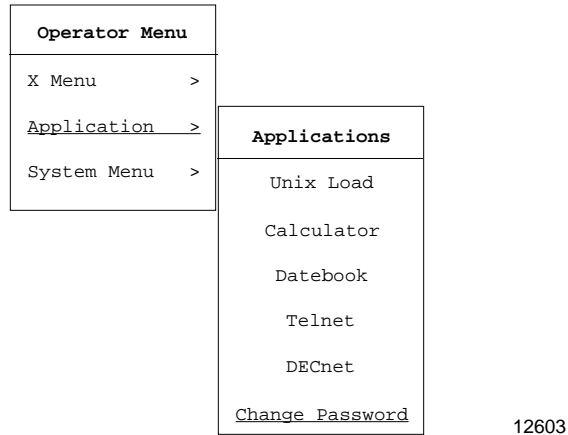 Operator Menu
X Menu >
Application >
System Menu >
Applications
Unix Load
Calculator
Datebook
Telnet
DECnet
Change Password
12603